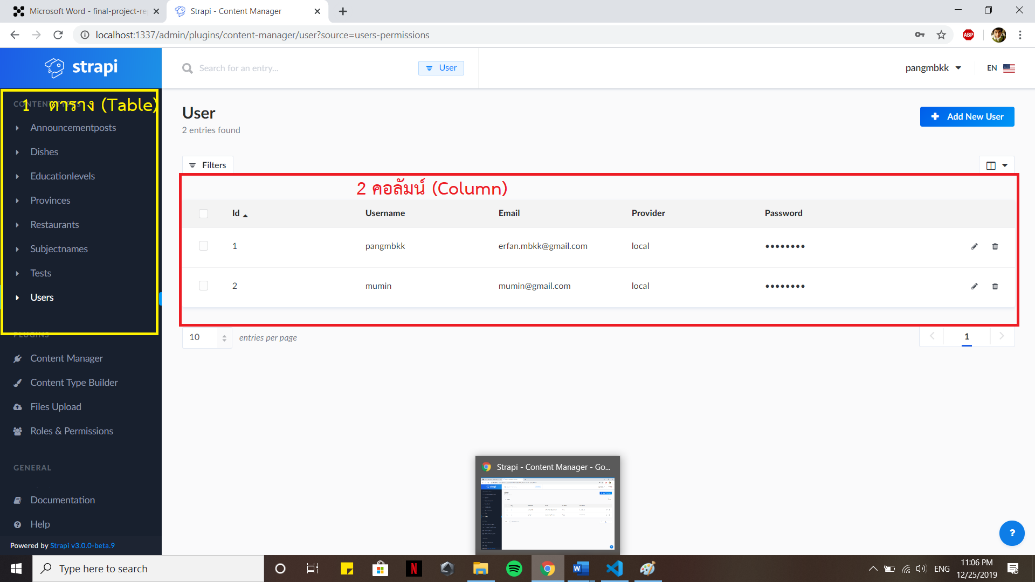 Microsoft Word - final-project-re
Strapi - Content Manager
localhost:1337/admin/plugins/content-manager/user?source=users-permissions
strapi
Search for an entry...
User
pangmbkk
EN
1 ตาราง (Table)
Announcementposts
Dishes
Educationlevels
Provinces
Restaurants
Subjectnames
Tests
Users
PLUGINS
Content Manager
Content Type Builder
Files Upload
Roles & Permissions
GENERAL
Documentation
Help
Powered by Strapi v3.0.0-beta.9
User
2 entries found
Add New User
Filters
2 คอลัมน์ (Column)
Id Username Email Provider Password
1 pangmbkk erfan.mbkk@gmail.com local ••••••••
2 mumin mumin@gmail.com local ••••••••
10 entries per page
1
Strapi - Content Manager - Go...
?
Type here to search
ENG
11:06 PM
12/25/2019